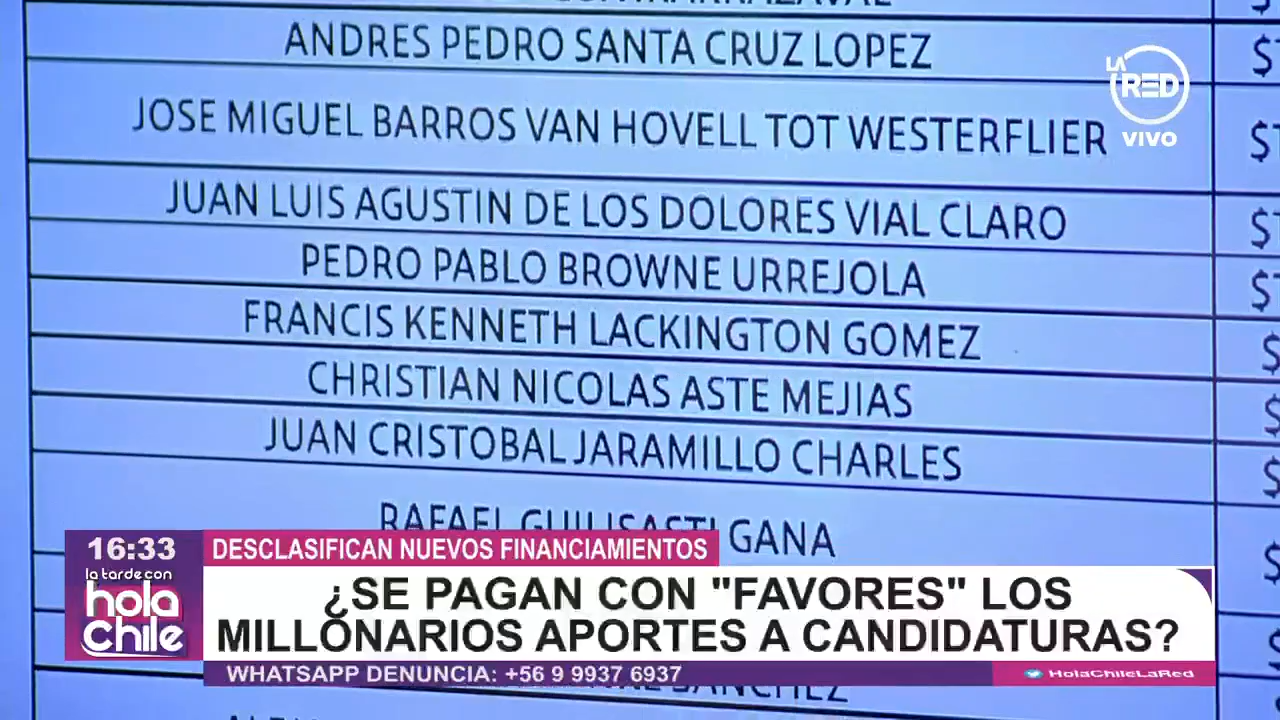 ANDRES PEDRO SANTA CRUZ LOPEZ
LA RED
VIVO
JOSE MIGUEL BARROS VAN HOVELL TOT WESTERFLIER
JUAN LUIS AGUSTIN DE LOS DOLORES VIAL CLARO
PEDRO PABLO BROWNE URREJOLA
FRANCIS KENNETH LACKINGTON GOMEZ
CHRISTIAN NICOLAS ASTE MEJIAS
JUAN CRISTOBAL JARAMILLO CHARLES
RAFAEL GUILISASTI GANA
16:33
la tarde con
hola
Chile
DESCLASIFICAN NUEVOS FINANCIAMIENTOS
¿SE PAGAN CON "FAVORES" LOS
MILLONARIOS APORTES A CANDIDATURAS?
WHATSAPP DENUNCIA: +56 9 9937 6937
HolaChileLaRed
SANCHEZ